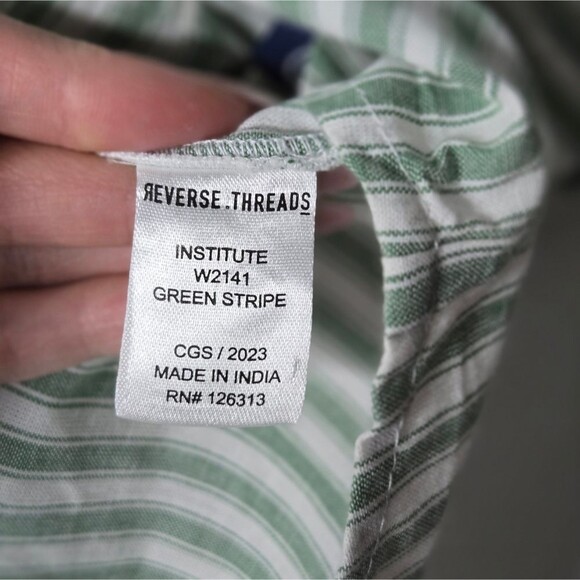 ЯEVERSE.THREADS
INSTITUTE
W2141
GREEN STRIPE
CGS / 2023
MADE IN INDIA
RN# 126313